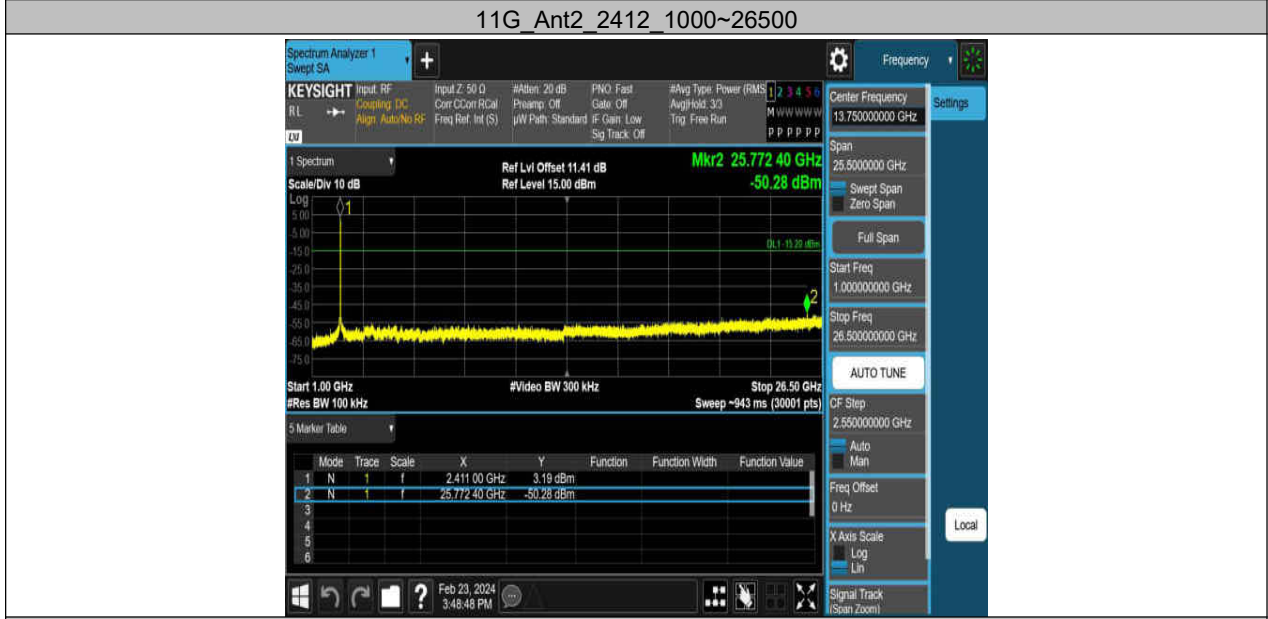 11G_Ant2_2412_1000~26500
Spectrum Analyzer 1
Swept SA
+
Frequency
KEYSIGHT
RL
LXI
Input: RF
Coupling: DC
Align: Auto/No RF
Input Z: 50 Ω
Corr CCorr RCal
Freq Ref: Int (S)
#Atten: 20 dB
Preamp: Off
µW Path: Standard
PNO: Fast
Gate: Off
IF Gain: Low
Sig Track: Off
#Avg Type: Power (RMS
Avg|Hold: 3/3
Trig: Free Run
1 2 3 4 5 6
M W W W W W
P P P P P P
Center Frequency
13.750000000 GHz
Settings
1 Spectrum
Scale/Div 10 dB
Ref Lvl Offset 11.41 dB
Ref Level 15.00 dBm
Mkr2 25.772 40 GHz
-50.28 dBm
Span
25.5000000 GHz
Swept Span
Zero Span
Full Span
Log
5.00
-5.00
-15.0
-25.0
-35.0
-45.0
-55.0
-65.0
-75.0
1
DL1 -15.29 dBm
2
Start Freq
1.000000000 GHz
Stop Freq
26.500000000 GHz
AUTO TUNE
Start 1.00 GHz
#Res BW 100 kHz
#Video BW 300 kHz
Stop 26.50 GHz
Sweep ~943 ms (30001 pts)
CF Step
2.550000000 GHz
Auto
Man
5 Marker Table
Mode Trace Scale X Y Function Function Width Function Value
1 N 1 f 2.411 00 GHz 3.19 dBm
2 N 1 f 25.772 40 GHz -50.28 dBm
3
4
5
6
Freq Offset
0 Hz
X Axis Scale
Log
Lin
Local
Signal Track
(Span Zoom)
?
Feb 23, 2024
3:48:48 PM